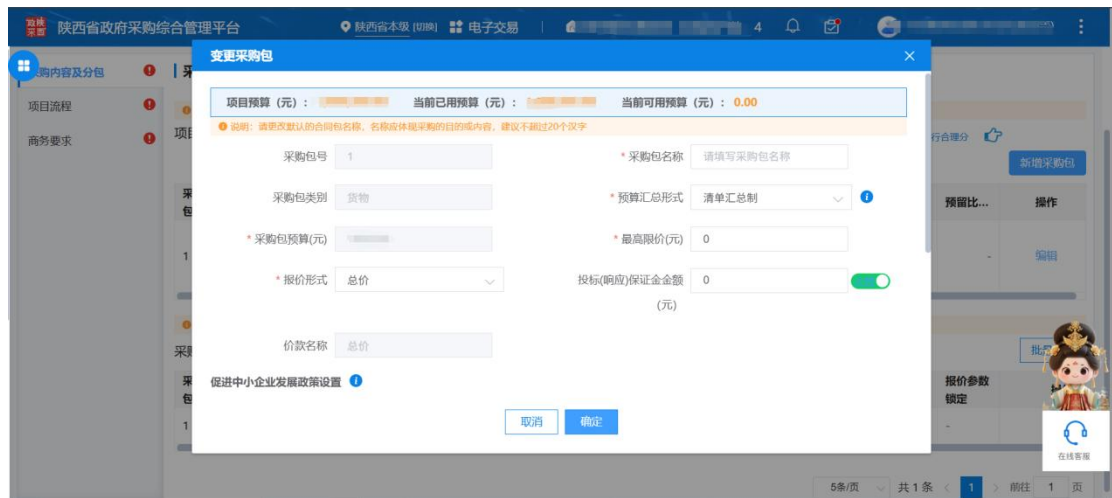 陕西省政府采购综合管理平台
陕西省本级 [切换]
电子交易
4
变更采购包
购内容及分包
项目流程
商务要求
项目预算（元）： 当前已用预算（元）： 当前可用预算（元）：0.00
说明：请更改默认的合同包名称，名称应体现采购的目的或内容，建议不超过20个汉字
采购包号 1
* 采购包名称 请填写采购包名称
采购包类别 货物
* 预算汇总形式 清单汇总制
* 采购包预算(元)
* 最高限价(元) 0
* 报价形式 总价
投标(响应)保证金金额
(元)
0
价款名称 总价
促进中小企业发展政策设置
取消 确定
行合理分
新增采购包
预留比... 操作
1
- 编辑
报价参数
锁定
1
-
在线客服
5条/页 共 1 条 < 1 > 前往 1 页